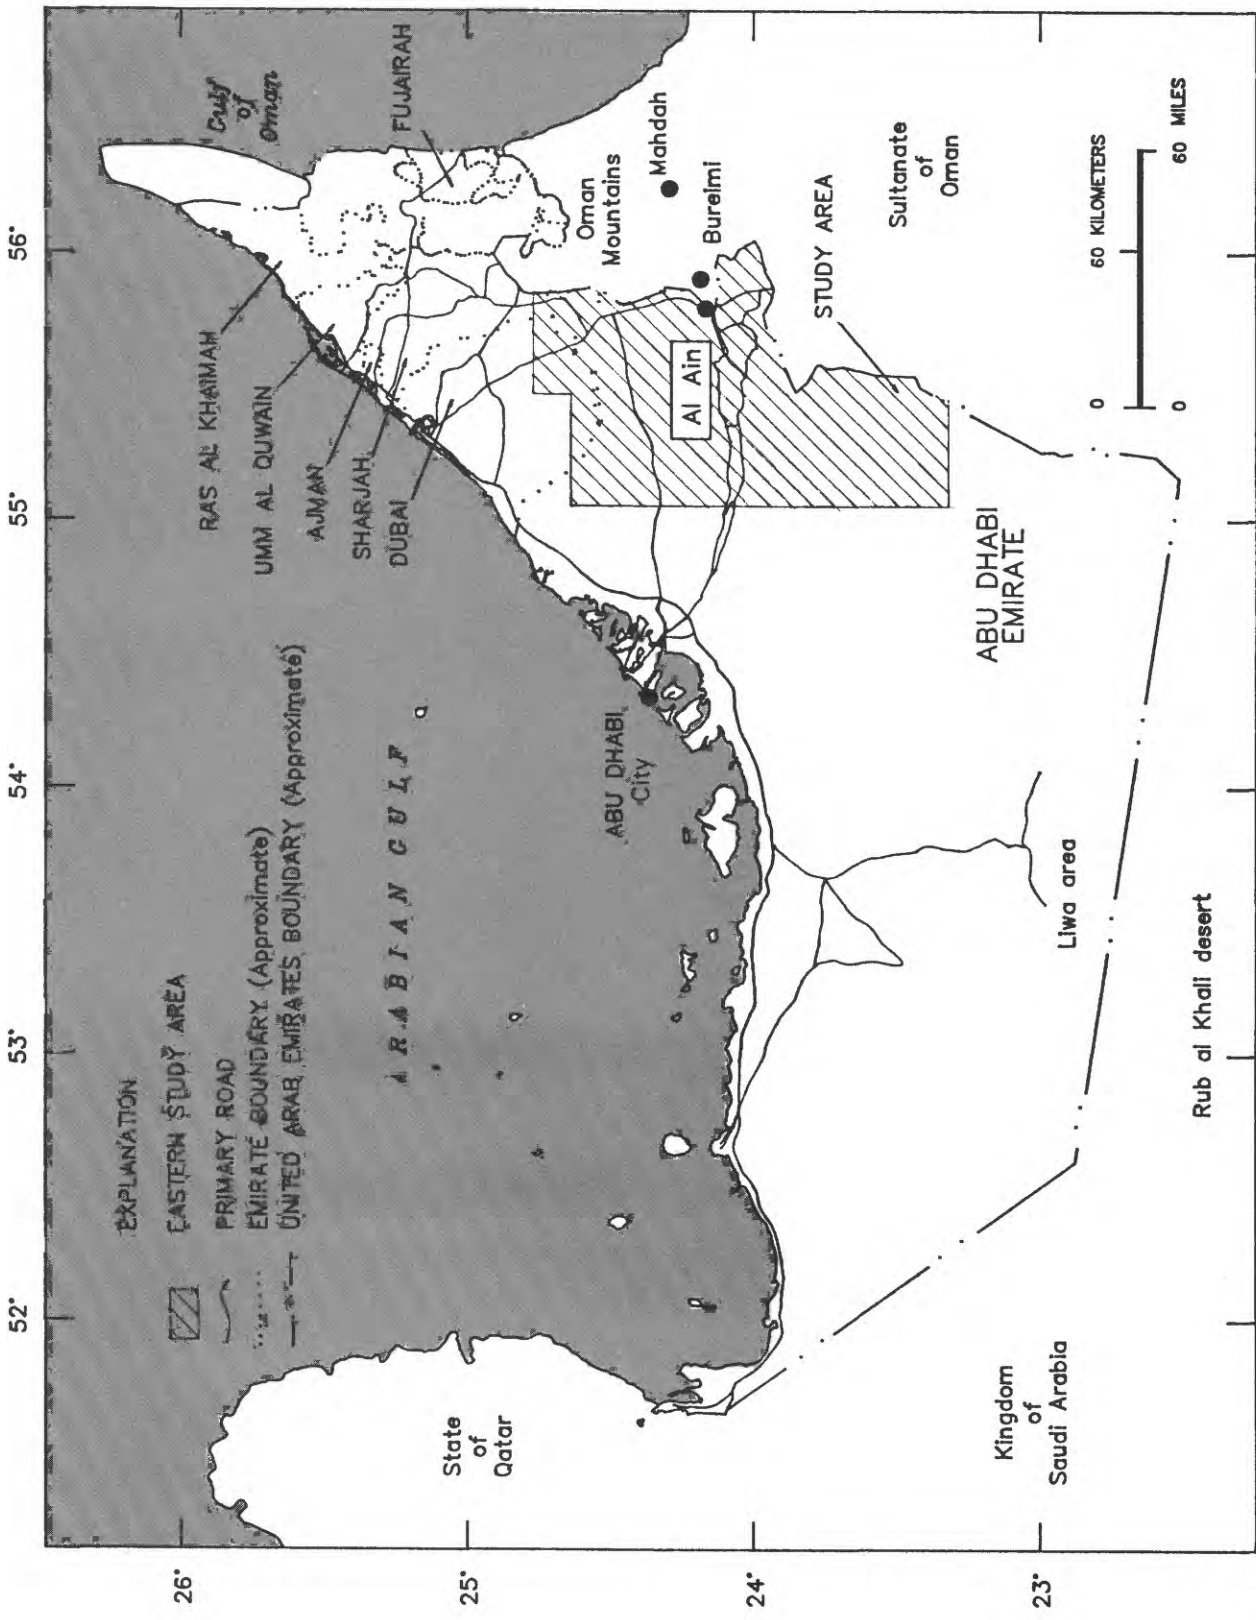 52°
53°
54°
55°
56°
26°
25°
24°
23°
EXPLANATION
EASTERN STUDY AREA
PRIMARY ROAD
EMIRATE BOUNDARY (Approximate)
UNITED ARAB EMIRATES BOUNDARY (Approximate)
Gulf
of
Oman
RAS AL KHAIMAH
UMM AL QUWAIN
AJMAN
SHARJAH
DUBAI
FUJAIRAH
ARABIAN GULF
State
of
Qatar
ABU DHABI
City
Oman
Mountains
Mahdah
Bureimi
Al Ain
STUDY AREA
Sultanate
of
Oman
ABU DHABI
EMIRATE
Liwa area
Kingdom
of
Saudi Arabia
Rub al Khali desert
0 60 KILOMETERS
0 60 MILES